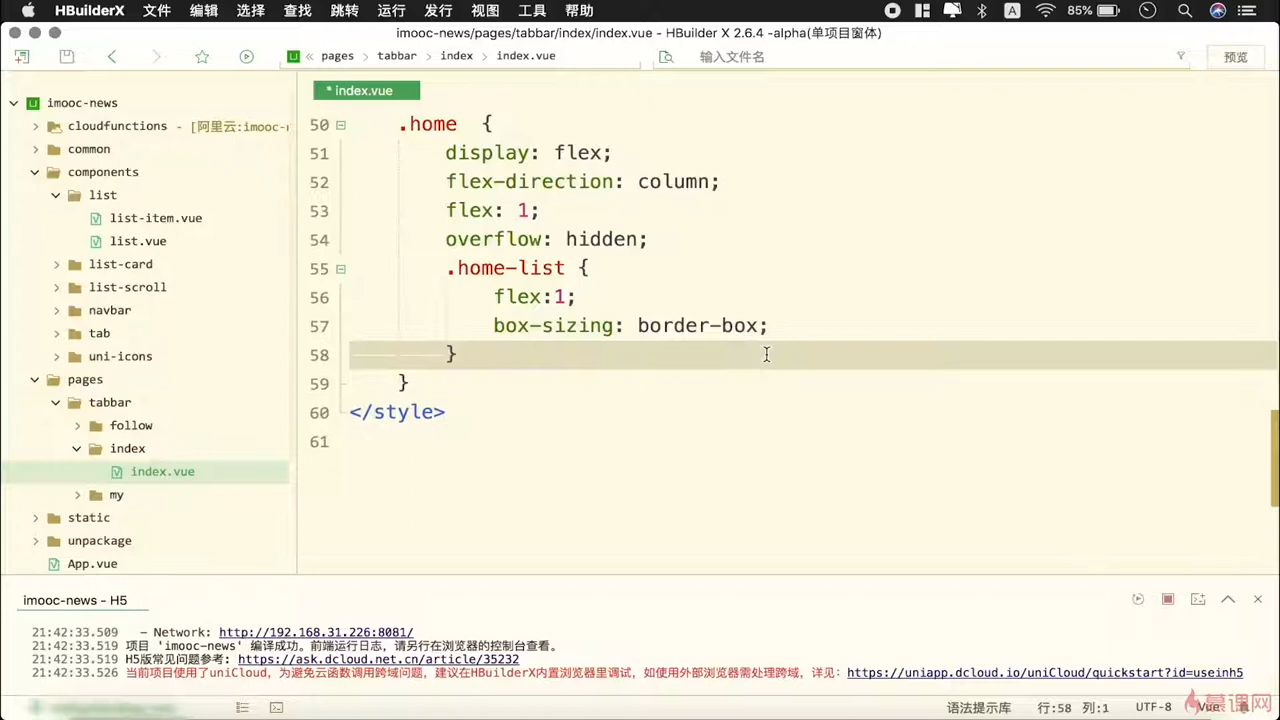 HBuilderX 文件 编辑 选择 查找 跳转 运行 发行 视图 工具 帮助 A 85%
imooc-news/pages/tabbar/index/index.vue - HBuilder X 2.6.4 -alpha(单项目窗口)
« pages tabbar index index.vue 输入文件名 预览
imooc-news
cloudfunctions - [阿里云:imooc-
common
components
list
list-item.vue
list.vue
list-card
list-scroll
navbar
tab
uni-icons
pages
tabbar
follow
index
index.vue
my
static
unpackage
App.vue
* index.vue
50 .home {
51 display: flex;
52 flex-direction: column;
53 flex: 1;
54 overflow: hidden;
55 .home-list {
56 flex:1;
57 box-sizing: border-box;
58 }
59 }
60 </style>
61
imooc-news - H5
21:42:33.509 - Network: http://192.168.31.226:8081/
21:42:33.519 项目 'imooc-news' 编译成功。前端运行日志，请另行在浏览器的控制台查看。
21:42:33.519 H5版常见问题参考: https://ask.dcloud.net.cn/article/35232
21:42:33.526 当前项目使用了uniCloud，为避免云函数调用跨域问题，建议在HBuilderX内置浏览器里调试，如使用外部浏览器需处理跨域，详见: https://uniapp.dcloud.io/uniCloud/quickstart?id=useinh5
语法提示库 行:58 列:1 UTF-8 Vue
慕课网